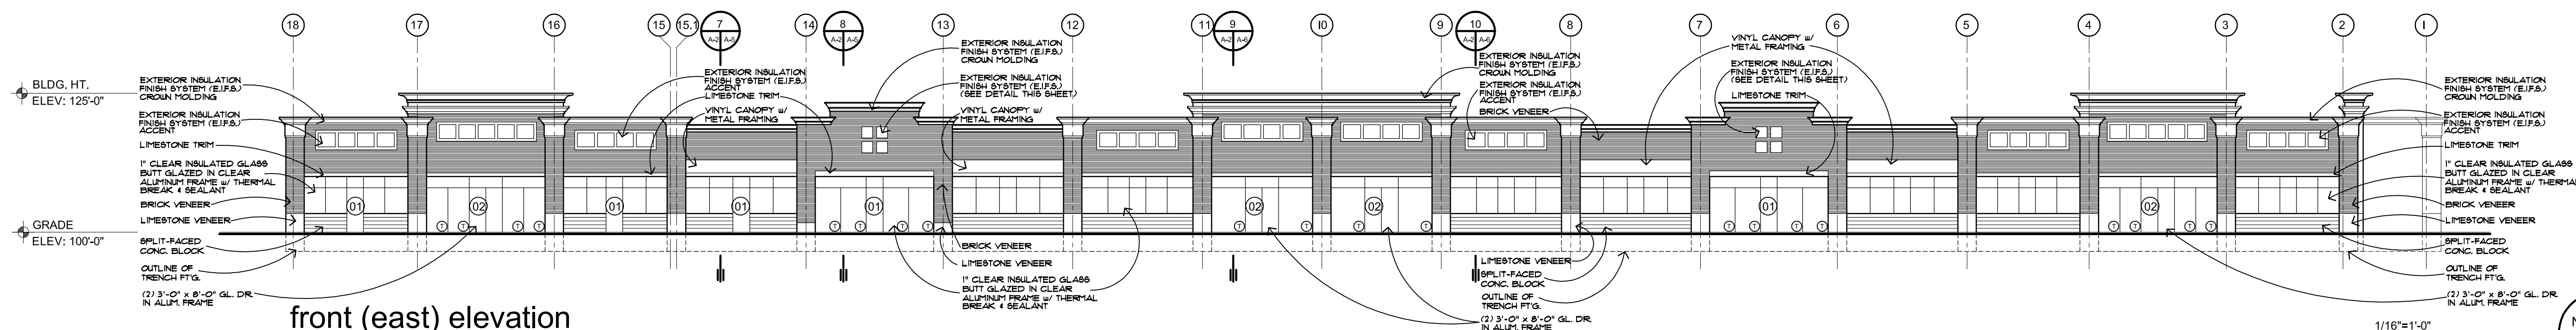 18
17
16
15
15.1
7
A-2 A-5
14
8
A-2 A-5
13
12
11
9
A-2 A-6
10
9
10
A-2 A-6
8
7
6
5
4
3
2
1
BLDG. HT.
ELEV: 125'-0"
GRADE
ELEV: 100'-0"
EXTERIOR INSULATION
FINISH SYSTEM (E.I.F.S.)
CROWN MOLDING
EXTERIOR INSULATION
FINISH SYSTEM (E.I.F.S.)
ACCENT
LIMESTONE TRIM
1" CLEAR INSULATED GLASS
BUTT GLAZED IN CLEAR
ALUMINUM FRAME W/ THERMAL
BREAK & SEALANT
BRICK VENEER
LIMESTONE VENEER
SPLIT-FACED
CONC. BLOCK
OUTLINE OF
TRENCH FT'G.
(2) 3'-0" x 8'-0" GL. DR.
IN ALUM. FRAME
EXTERIOR INSULATION
FINISH SYSTEM (E.I.F.S.)
ACCENT
LIMESTONE TRIM
VINYL CANOPY W/
METAL FRAMING
EXTERIOR INSULATION
FINISH SYSTEM (E.I.F.S.)
CROWN MOLDING
EXTERIOR INSULATION
FINISH SYSTEM (E.I.F.S.)
(SEE DETAIL THIS SHEET)
VINYL CANOPY W/
METAL FRAMING
BRICK VENEER
LIMESTONE VENEER
1" CLEAR INSULATED GLASS
BUTT GLAZED IN CLEAR
ALUMINUM FRAME W/ THERMAL
BREAK & SEALANT
EXTERIOR INSULATION
FINISH SYSTEM (E.I.F.S.)
CROWN MOLDING
EXTERIOR INSULATION
FINISH SYSTEM (E.I.F.S.)
ACCENT
BRICK VENEER
LIMESTONE VENEER
SPLIT-FACED
CONC. BLOCK
OUTLINE OF
TRENCH FT'G.
(2) 3'-0" x 8'-0" GL. DR.
IN ALUM. FRAME
VINYL CANOPY W/
METAL FRAMING
EXTERIOR INSULATION
FINISH SYSTEM (E.I.F.S.)
(SEE DETAIL THIS SHEET)
LIMESTONE TRIM
EXTERIOR INSULATION
FINISH SYSTEM (E.I.F.S.)
CROWN MOLDING
EXTERIOR INSULATION
FINISH SYSTEM (E.I.F.S.)
ACCENT
LIMESTONE TRIM
1" CLEAR INSULATED GLASS
BUTT GLAZED IN CLEAR
ALUMINUM FRAME W/ THERMAL
BREAK & SEALANT
BRICK VENEER
LIMESTONE VENEER
SPLIT-FACED
CONC. BLOCK
OUTLINE OF
TRENCH FT'G.
(2) 3'-0" x 8'-0" GL. DR.
IN ALUM. FRAME
01
02
01
01
01
02
02
01
02
T T T T T T T T T T T T T T T T T T T T
front (east) elevation
1/16"=1'-0"